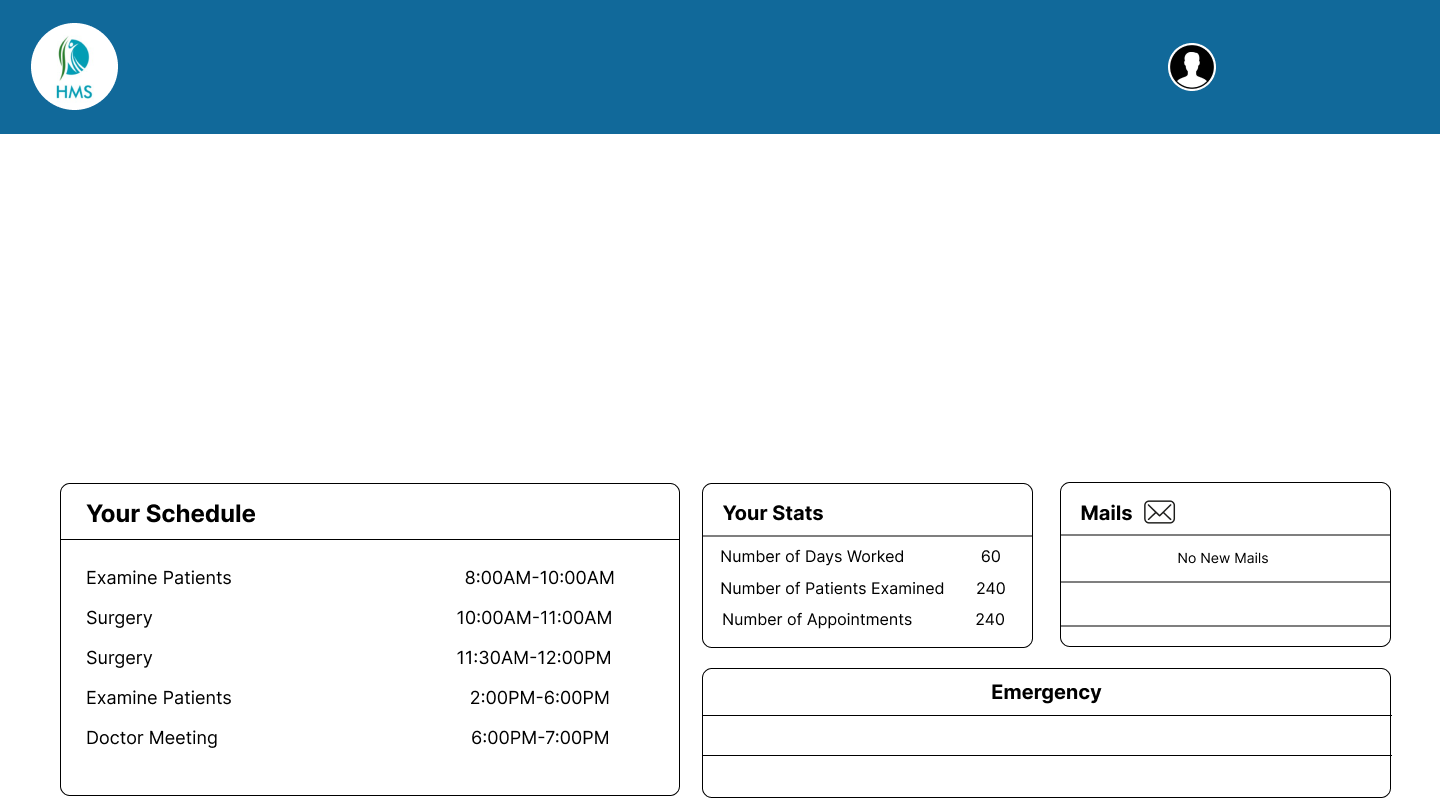 HMS
Your Schedule
Examine Patients 8:00AM-10:00AM
Surgery 10:00AM-11:00AM
Surgery 11:30AM-12:00PM
Examine Patients 2:00PM-6:00PM
Doctor Meeting 6:00PM-7:00PM
Your Stats
Number of Days Worked 60
Number of Patients Examined 240
Number of Appointments 240
Mails
No New Mails
Emergency